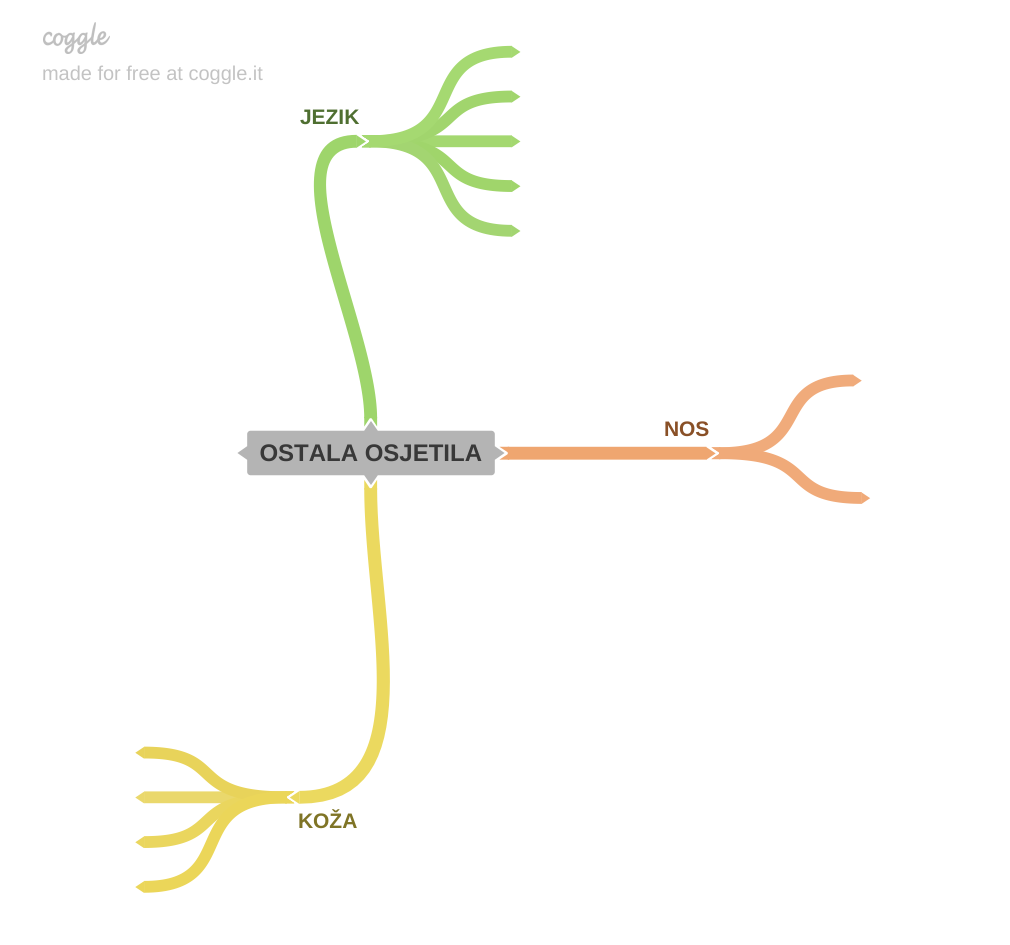 coggle
made for free at coggle.it
JEZIK
NOS
OSTALA OSJETILA
KOŽA